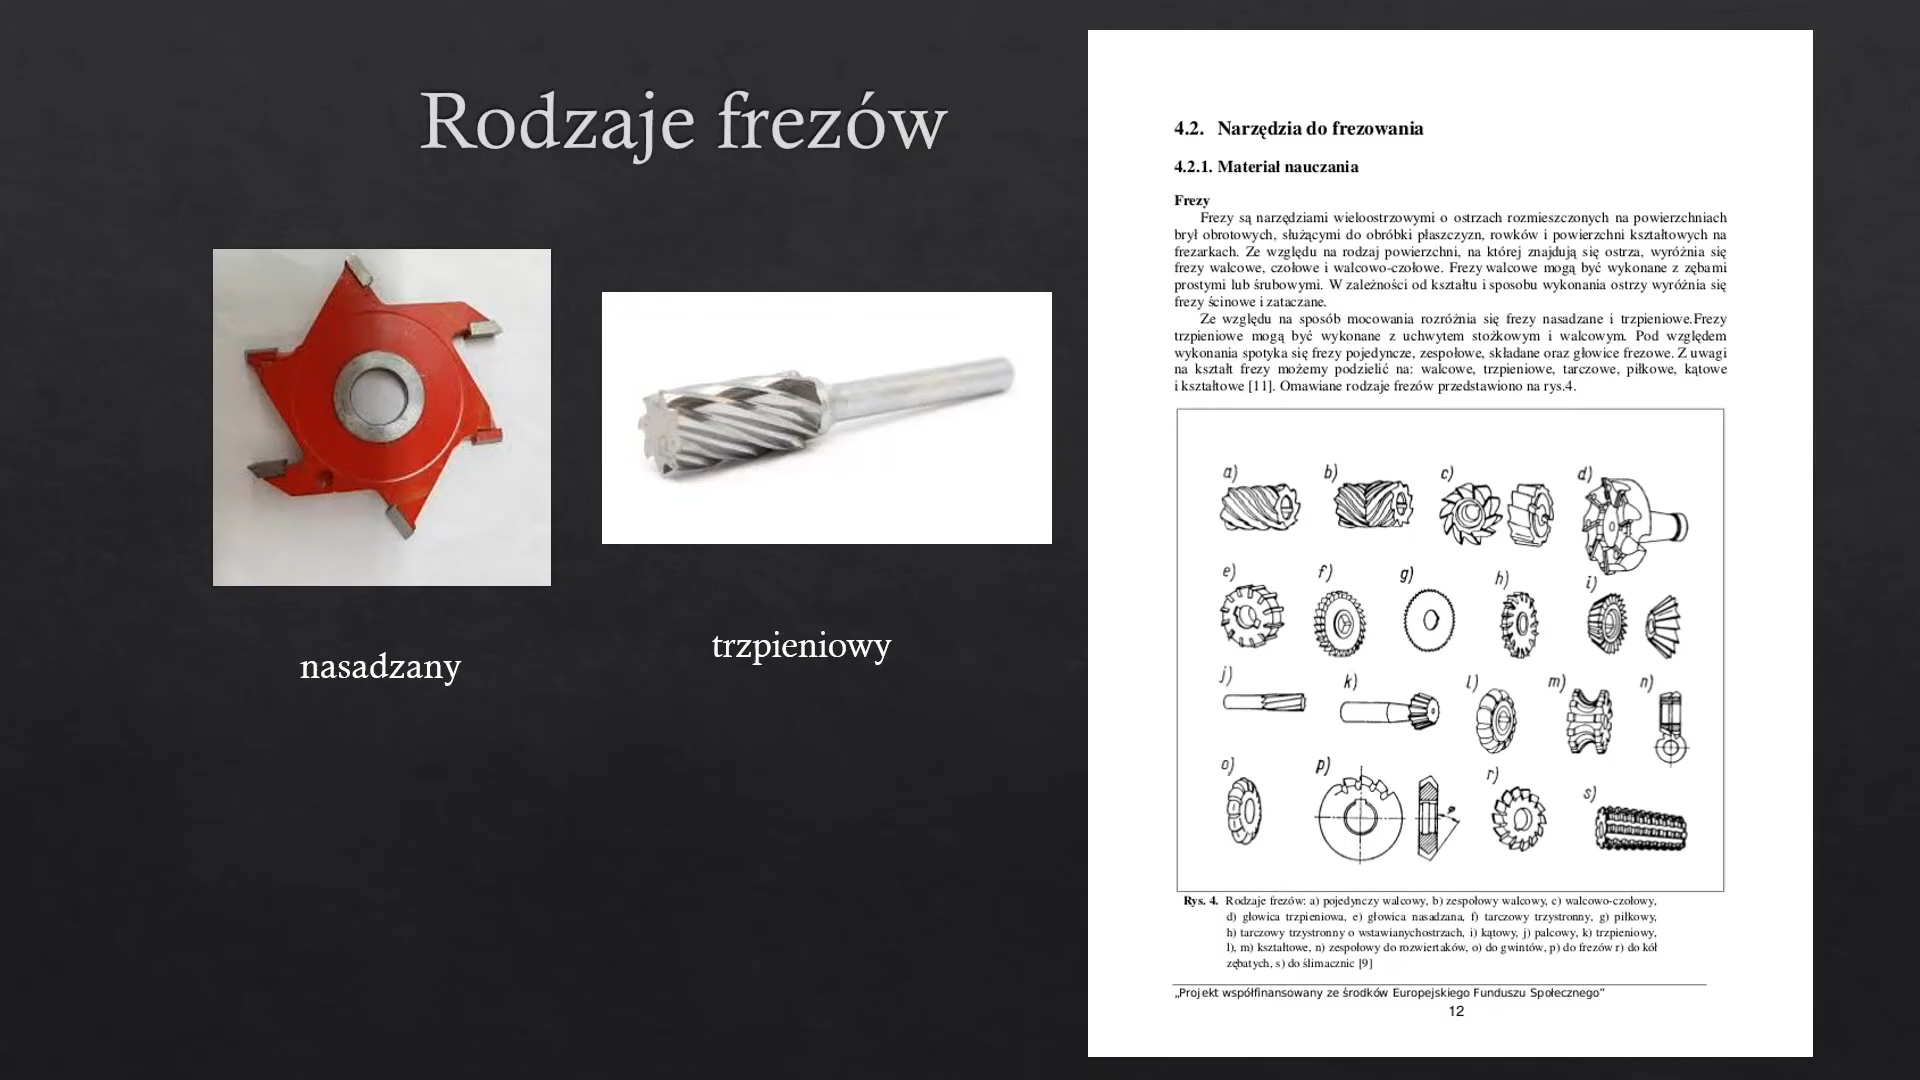 Rodzaje frezów
nasadzany
trzpieniowy
4.2. Narzędzia do frezowania
4.2.1. Materiał nauczania
Frezy
Frezy są narzędziami wieloostrzowymi o ostrzach rozmieszczonych na powierzchniach
brył obrotowych, służącymi do obróbki płaszczyzn, rowków i powierzchni kształtowych na
frezarkach. Ze względu na rodzaj powierzchni, na której znajdują się ostrza, wyróżnia się
frezy walcowe, czołowe i walcowo-czołowe. Frezy walcowe mogą być wykonane z zębami
prostymi lub śrubowymi. W zależności od kształtu i sposobu wykonania ostrzy wyróżnia się
frezy ścinowe i zataczane.
Ze względu na sposób mocowania rozróżnia się frezy nasadzane i trzpieniowe.Frezy
trzpieniowe mogą być wykonane z uchwytem stożkowym i walcowym. Pod względem
wykonania spotyka się frezy pojedyncze, zespołowe, składane oraz głowice frezowe. Z uwagi
na kształt frezy możemy podzielić na: walcowe, trzpieniowe, tarczowe, piłkowe, kątowe
i kształtowe [11]. Omawiane rodzaje frezów przedstawiono na rys.4.
a) b) c) d)
e) f) g) h) i)
j) k) l) m) n)
o) p) r) s)
φ
Rys. 4. Rodzaje frezów: a) pojedynczy walcowy, b) zespołowy walcowy, c) walcowo-czołowy,
d) głowica trzpieniowa, e) głowica nasadzana, f) tarczowy trzystronny, g) piłkowy,
h) tarczowy trzystronny o wstawianychostrzach, i) kątowy, j) palcowy, k) trzpieniowy,
l), m) kształtowe, n) zespołowy do rozwiertaków, o) do gwintów, p) do frezów r) do kół
zębatych, s) do ślimacznic [9]
„Projekt współfinansowany ze środków Europejskiego Funduszu Społecznego”
12